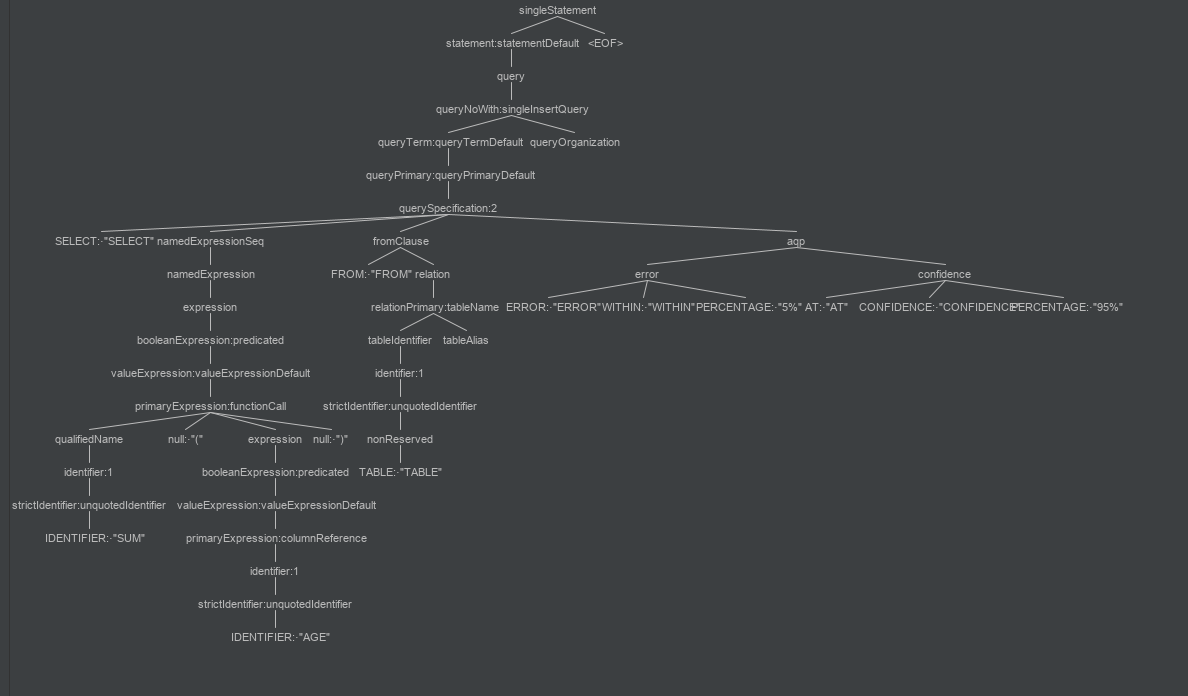 singleStatement
statement:statementDefault <EOF>
query
queryNoWith:singleInsertQuery
queryTerm:queryTermDefault queryOrganization
queryPrimary:queryPrimaryDefault
querySpecification:2
SELECT:·"SELECT" namedExpressionSeq fromClause aqp
namedExpression FROM:·"FROM" relation error confidence
expression relationPrimary:tableName ERROR:·"ERROR" WITHIN:·"WITHIN" PERCENTAGE:·"5%" AT:·"AT" CONFIDENCE:·"CONFIDENCE" PERCENTAGE:·"95%"
booleanExpression:predicated tableIdentifier tableAlias
valueExpression:valueExpressionDefault identifier:1
primaryExpression:functionCall strictIdentifier:unquotedIdentifier
qualifiedName null:·"(" expression null:·")" nonReserved
identifier:1 booleanExpression:predicated TABLE:·"TABLE"
strictIdentifier:unquotedIdentifier valueExpression:valueExpressionDefault
IDENTIFIER:·"SUM" primaryExpression:columnReference
identifier:1
strictIdentifier:unquotedIdentifier
IDENTIFIER:·"AGE"